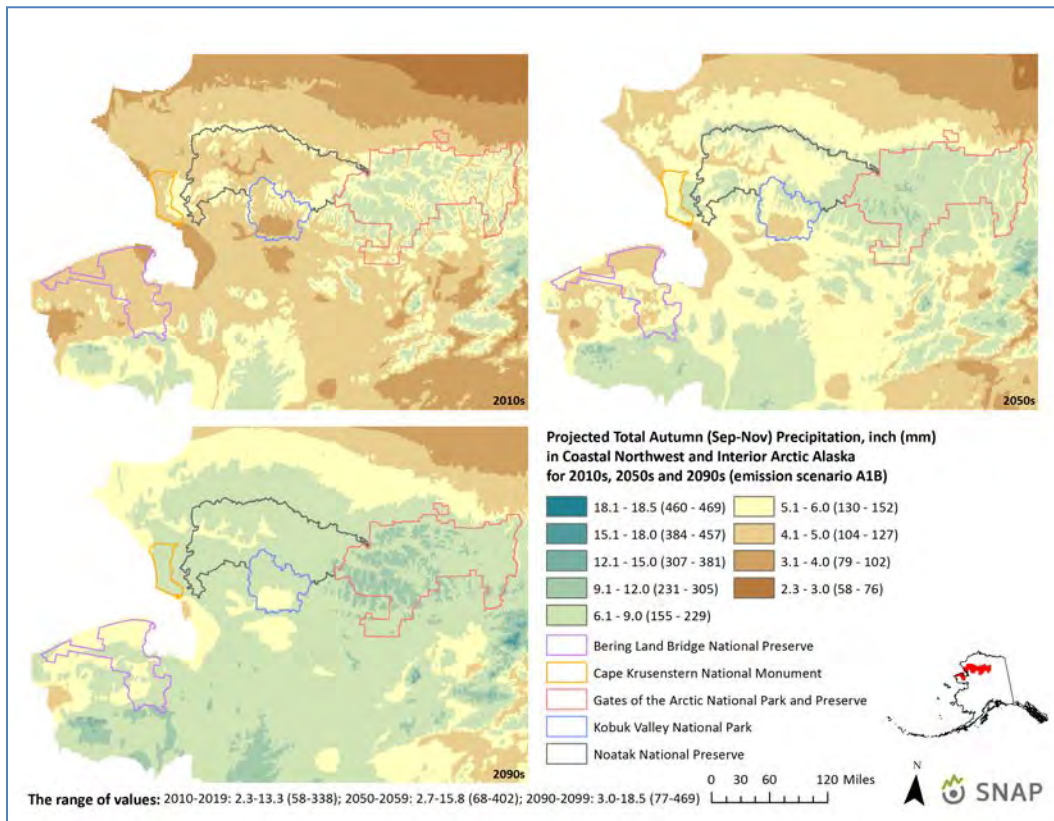 2010s
2050s
2090s
Projected Total Autumn (Sep-Nov) Precipitation, inch (mm)
in Coastal Northwest and Interior Arctic Alaska
for 2010s, 2050s and 2090s (emission scenario A1B)
18.1 - 18.5 (460 - 469)
15.1 - 18.0 (384 - 457)
12.1 - 15.0 (307 - 381)
9.1 - 12.0 (231 - 305)
6.1 - 9.0 (155 - 229)
5.1 - 6.0 (130 - 152)
4.1 - 5.0 (104 - 127)
3.1 - 4.0 (79 - 102)
2.3 - 3.0 (58 - 76)
Bering Land Bridge National Preserve
Cape Krusenstern National Monument
Gates of the Arctic National Park and Preserve
Kobuk Valley National Park
Noatak National Preserve
0 30 60 120 Miles
N
SNAP
The range of values: 2010-2019: 2.3-13.3 (58-338); 2050-2059: 2.7-15.8 (68-402); 2090-2099: 3.0-18.5 (77-469)